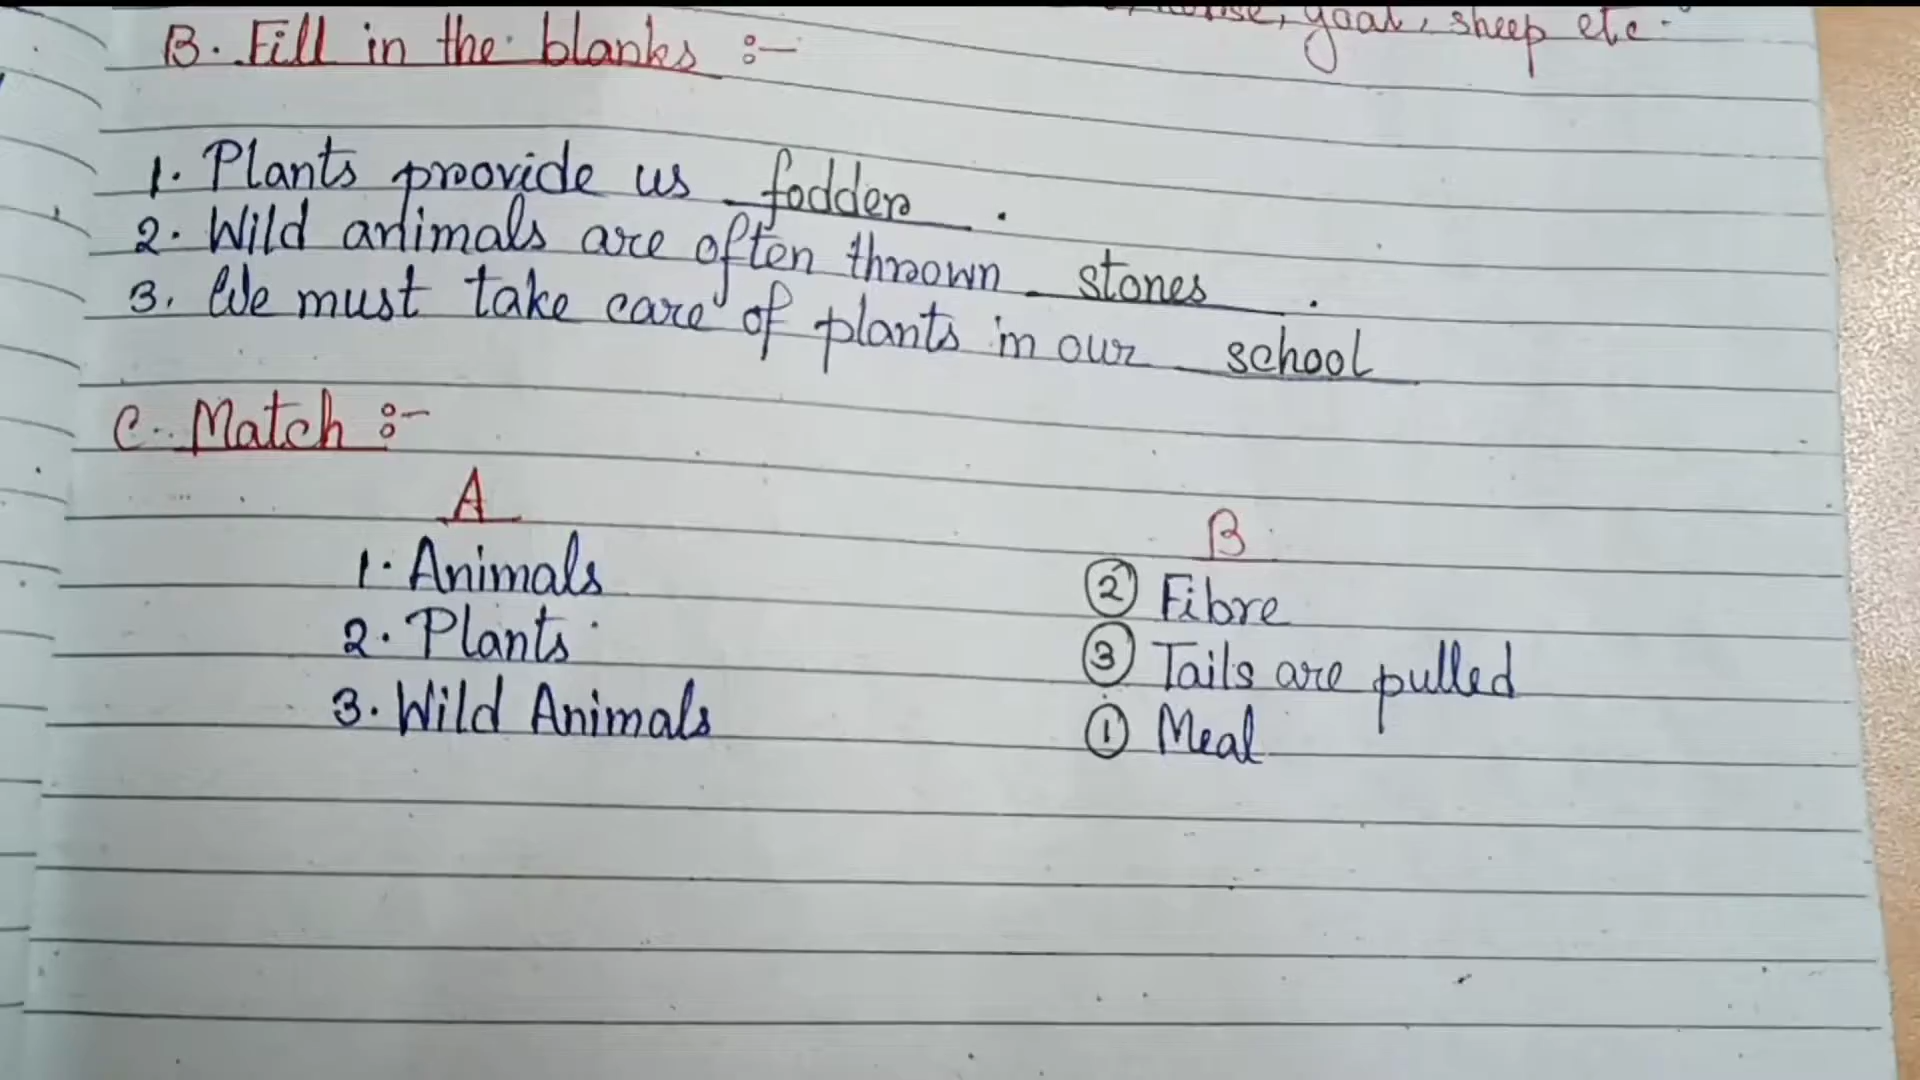 goat, sheep etc.
B. Fill in the blanks :-
1. Plants provide us fodder.
2. Wild animals are often thrown stones.
3. We must take care of plants in our school
C. Match :-
A B
1. Animals ② Fibre
2. Plants ③ Tails are pulled
3. Wild Animals ① Meal